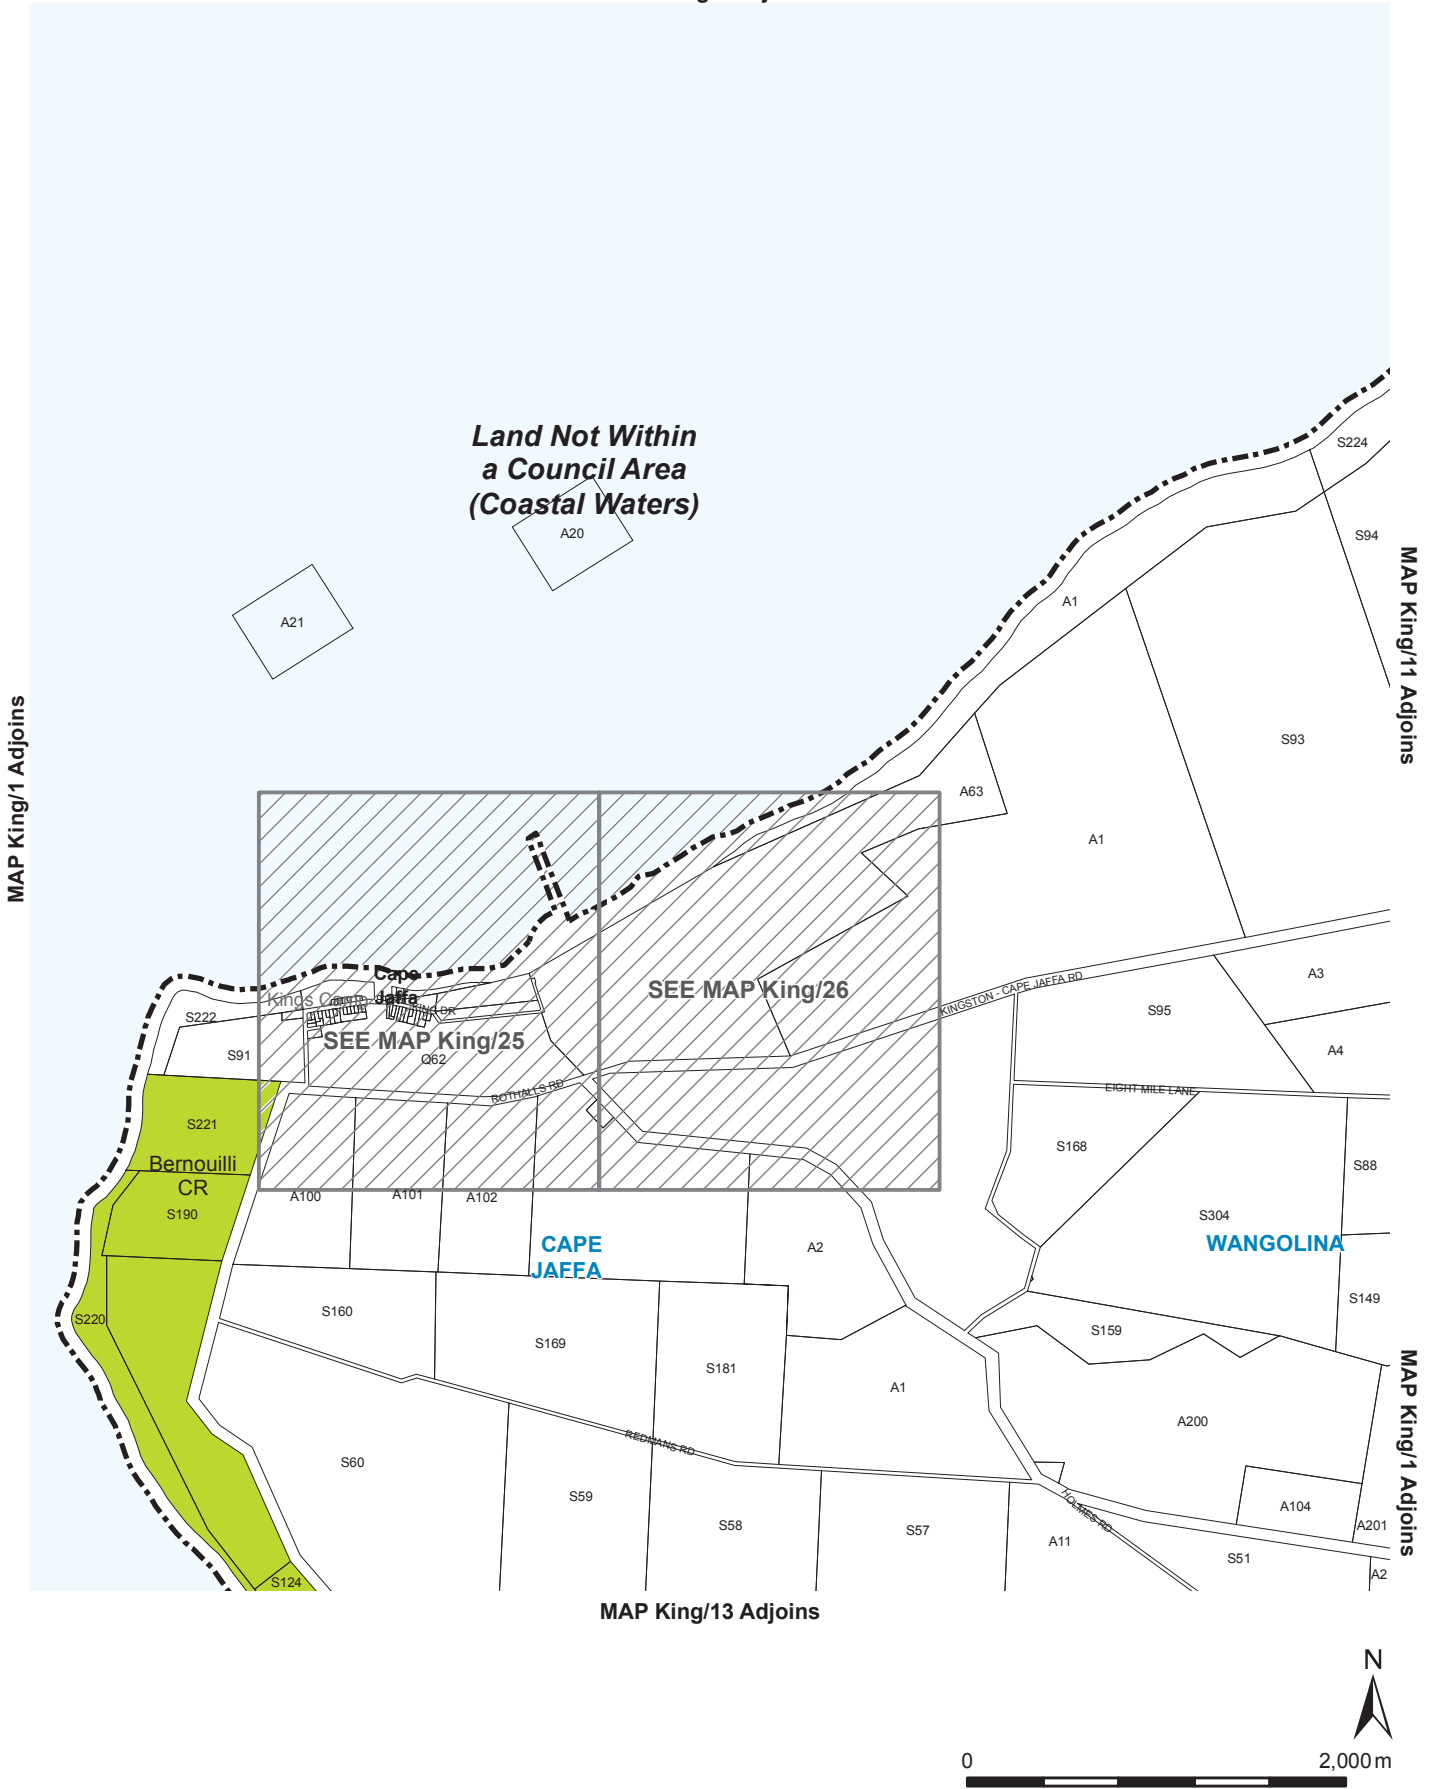 Land Not Within
a Council Area
(Coastal Waters)
S224
A20
S94
A21
A1
MAP King/11 Adjoins
MAP King/1 Adjoins
S93
A63
A1
Cape
Jaffa
Kings Camp
SEE MAP King/26
KINGSTON - CAPE JAFFA RD
A3
S222
S95
SEE MAP King/25
S91
Q62
A4
ROTHALLS RD
EIGHT MILE LANE
S221
S168
Bernouilli
CR
S88
A100
A101
A102
S190
S304
CAPE
JAFFA
A2
WANGOLINA
S149
S160
S220
S159
S169
S181
A1
MAP King/1 Adjoins
A200
REDMANS RD
S60
S59
A104
HOLMES RD
S58
S57
A201
A11
S51
A2
S124
MAP King/13 Adjoins
N
0 2,000 m